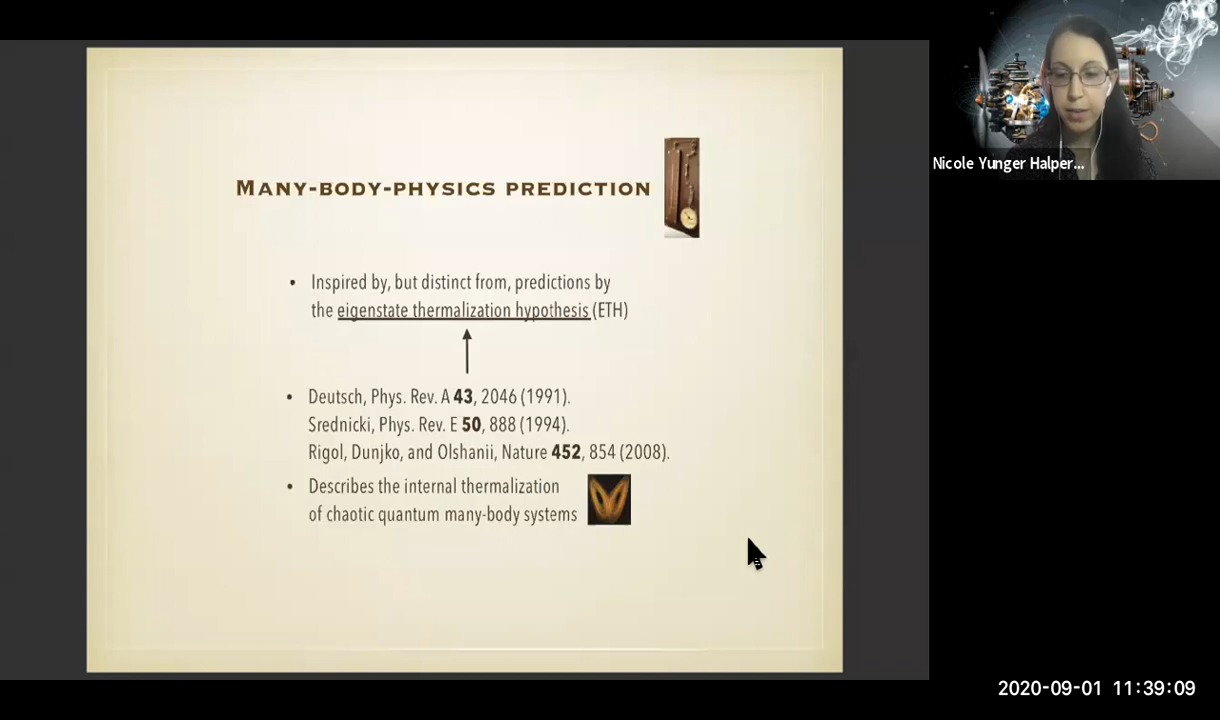 MANY-BODY-PHYSICS PREDICTION
• Inspired by, but distinct from, predictions by
the eigenstate thermalization hypothesis (ETH)
• Deutsch, Phys. Rev. A 43, 2046 (1991).
Srednicki, Phys. Rev. E 50, 888 (1994).
Rigol, Dunjko, and Olshanii, Nature 452, 854 (2008).
• Describes the internal thermalization
of chaotic quantum many-body systems
Nicole Yunger Halper...
2020-09-01 11:39:09